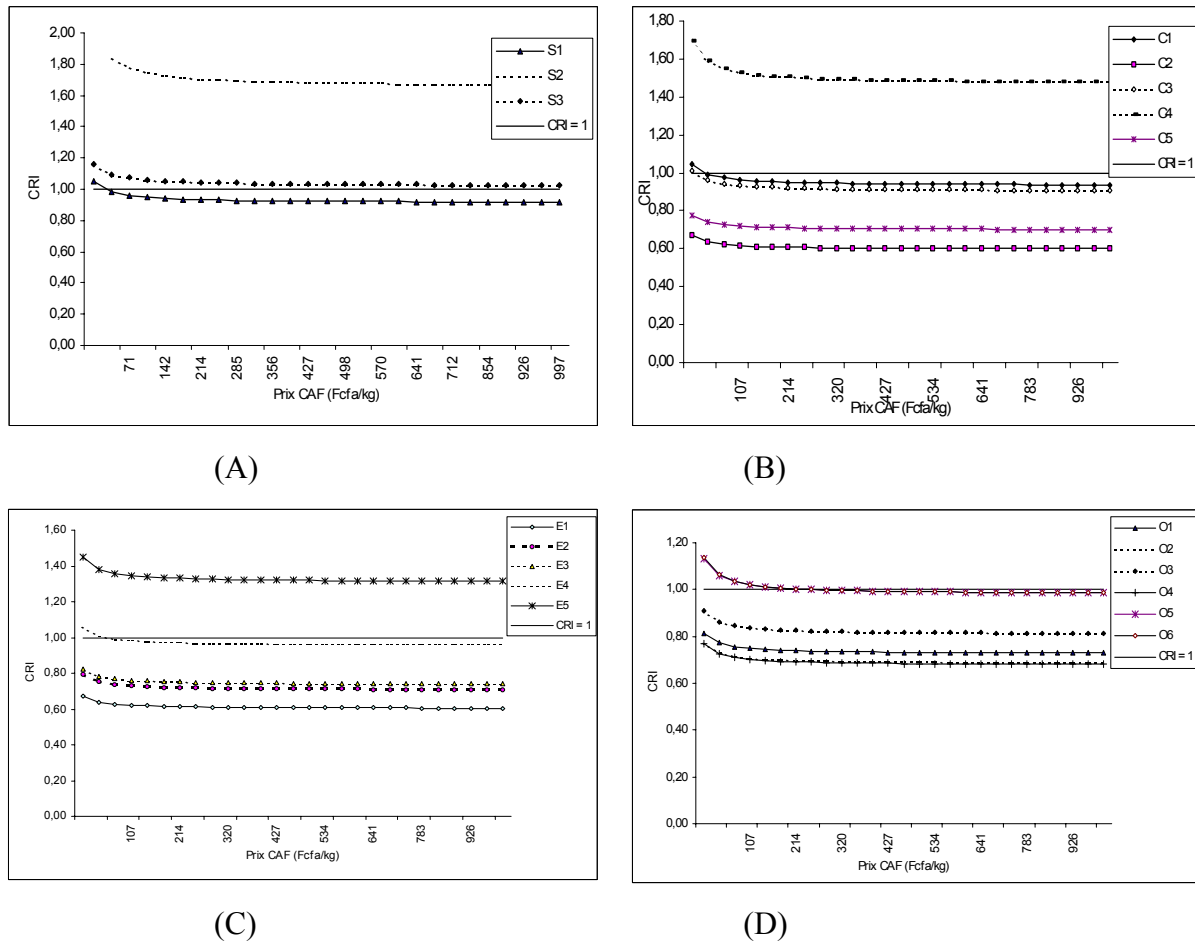 2,00
1,80
1,60
1,40
1,20
1,00
0,80
0,60
0,40
0,20
0,00
CRI
71
142
214
285
356
427
498
570
641
712
854
926
997
Prix CAF (Fcfa/kg)
S1
S2
S3
CRI = 1
(A)
1,80
1,60
1,40
1,20
1,00
0,80
0,60
0,40
0,20
0,00
CRI
107
214
320
427
534
641
783
926
Prix CAF (Fcfa/kg)
C1
C2
C3
C4
C5
CRI = 1
(B)
1,60
1,40
1,20
1,00
0,80
0,60
0,40
0,20
0,00
CRI
107
214
320
427
534
641
783
926
Prix CAF (Fcfa/kg)
E1
E2
E3
E4
E5
CRI = 1
(C)
1,20
1,00
0,80
0,60
0,40
0,20
0,00
CRI
107
214
320
427
534
641
783
926
Prix CAF (Fcfa/kg)
O1
O2
O3
O4
O5
O6
CRI = 1
(D)